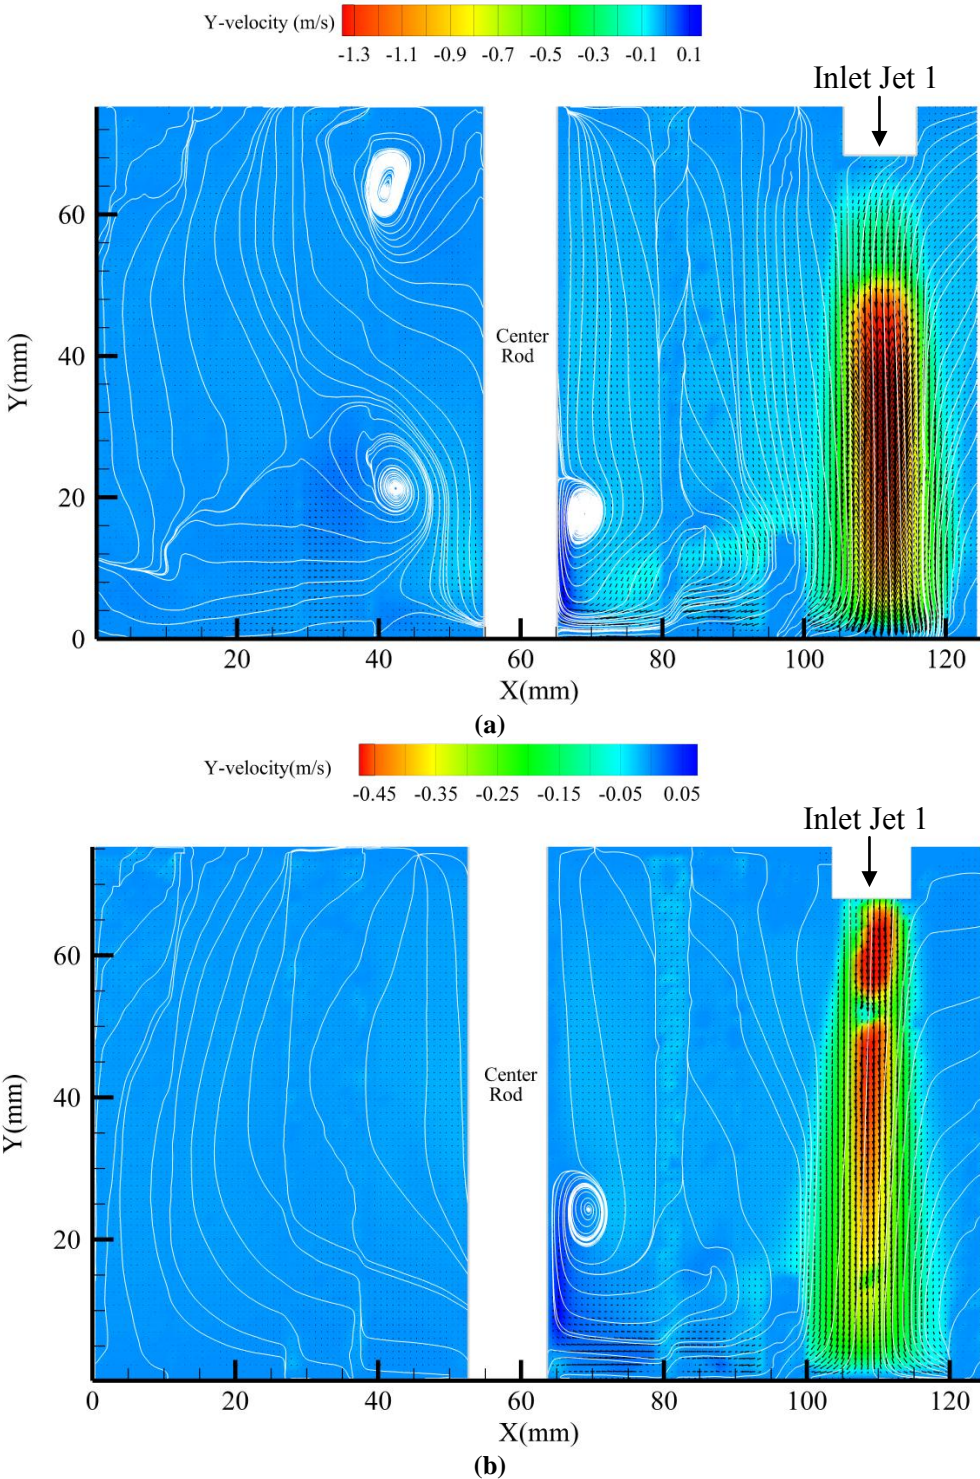 Y-velocity (m/s)
-1.3 -1.1 -0.9 -0.7 -0.5 -0.3 -0.1 0.1
Inlet Jet 1
60
Center
Rod
40
Y(mm)
20
0
20 40 60 80 100 120
X(mm)
(a)
Y-velocity(m/s)
-0.45 -0.35 -0.25 -0.15 -0.05 0.05
Inlet Jet 1
60
Center
Rod
40
Y(mm)
20
0 20 40 60 80 100 120
X(mm)
(b)